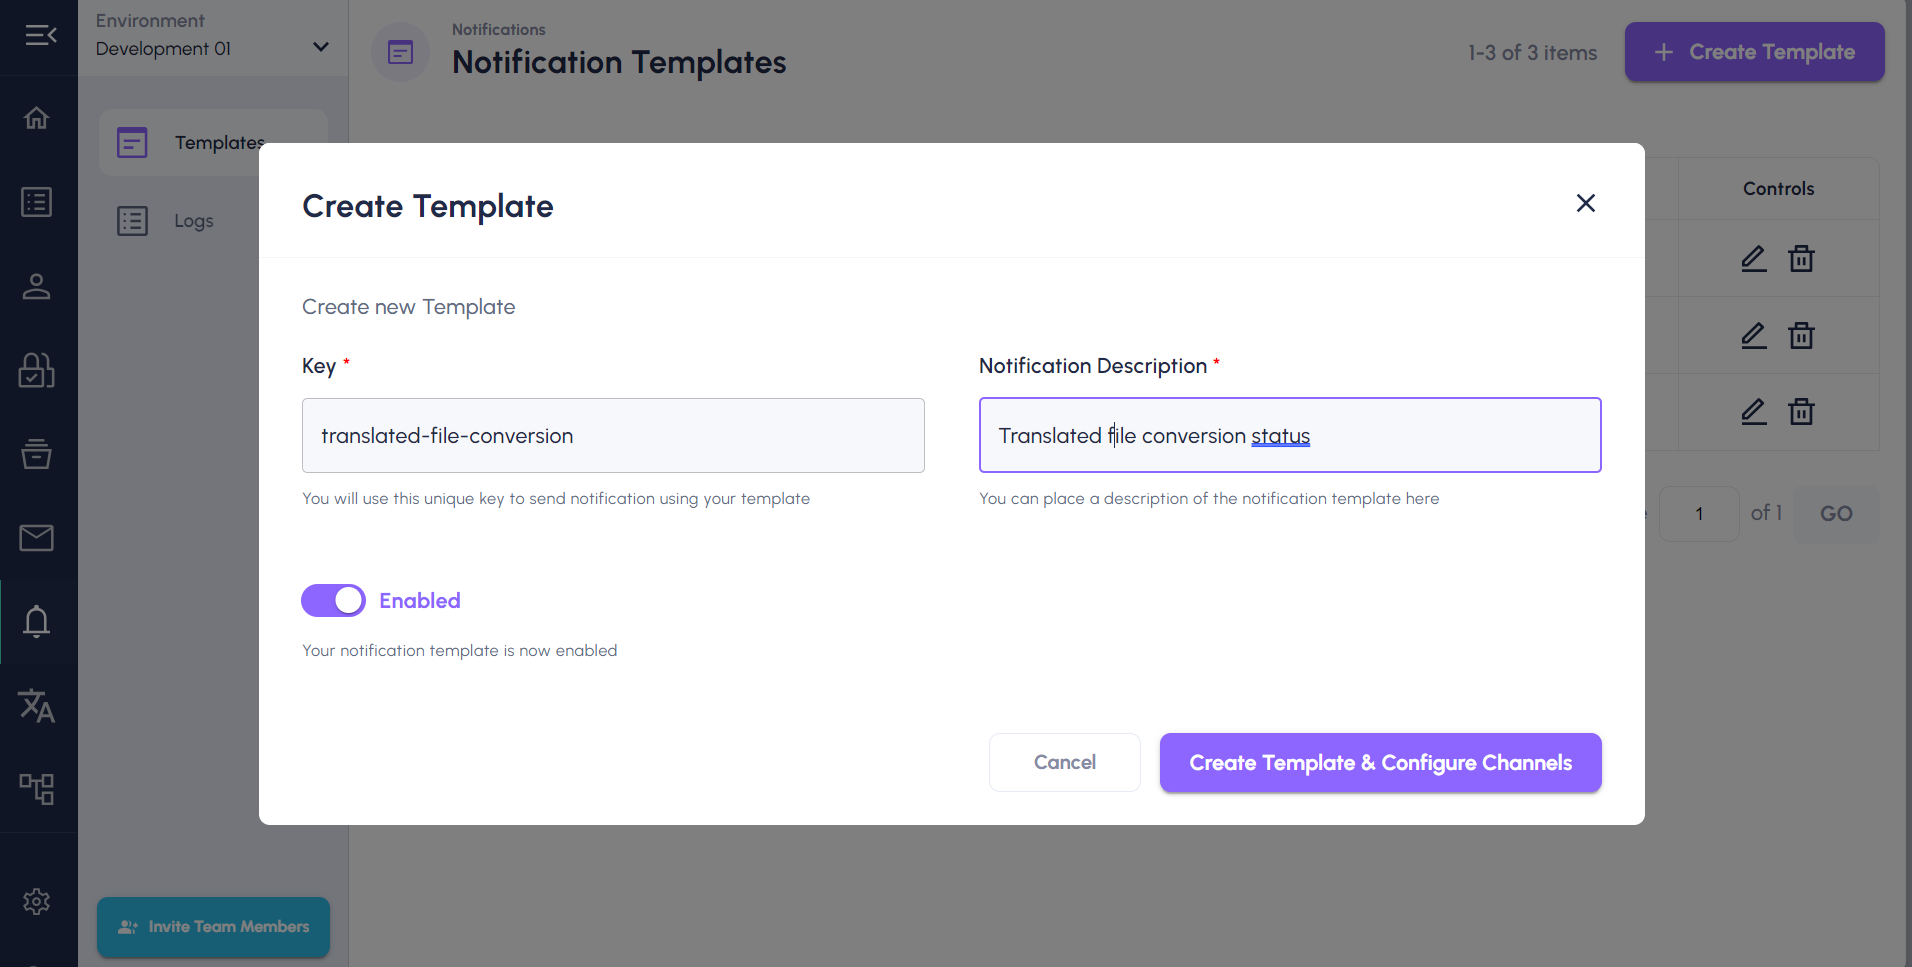 Environment
Development 01
Templates
Logs
Invite Team Members
Notifications
Notification Templates
1-3 of 3 items
Create Template
Controls
1
of 1
GO
Create Template
Create new Template
Key *
translated-file-conversion
You will use this unique key to send notification using your template
Notification Description *
Translated file conversion status
You can place a description of the notification template here
Enabled
Your notification template is now enabled
Cancel
Create Template & Configure Channels